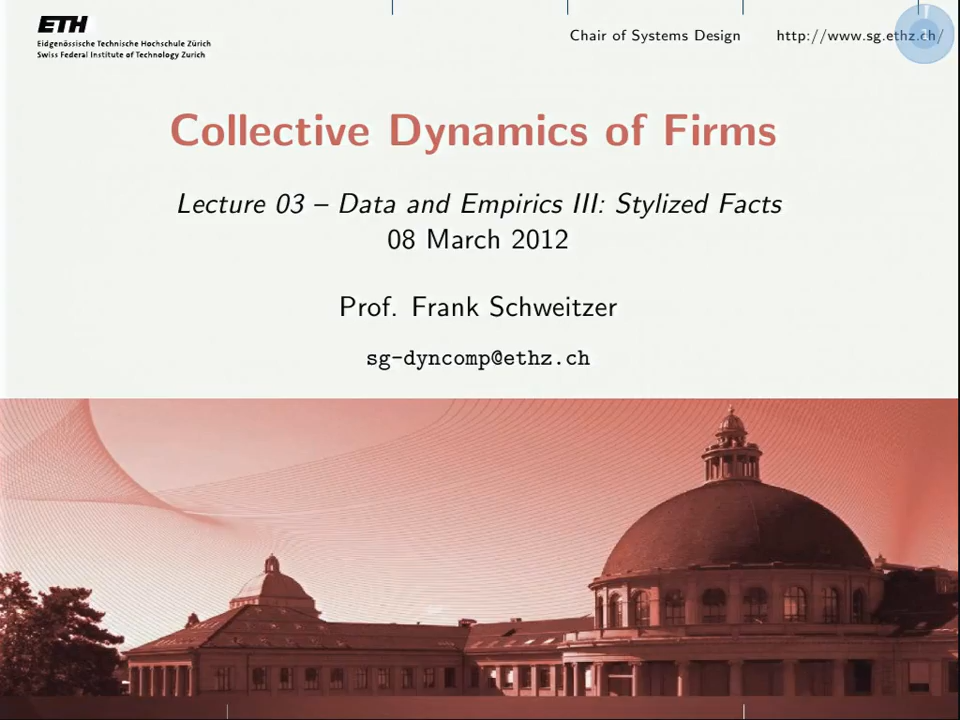 ETH
Eidgenössische Technische Hochschule Zürich
Swiss Federal Institute of Technology Zurich
Chair of Systems Design http://www.sg.ethz.ch/
Collective Dynamics of Firms
Lecture 03 – Data and Empirics III: Stylized Facts
08 March 2012
Prof. Frank Schweitzer
sg-dyncomp@ethz.ch